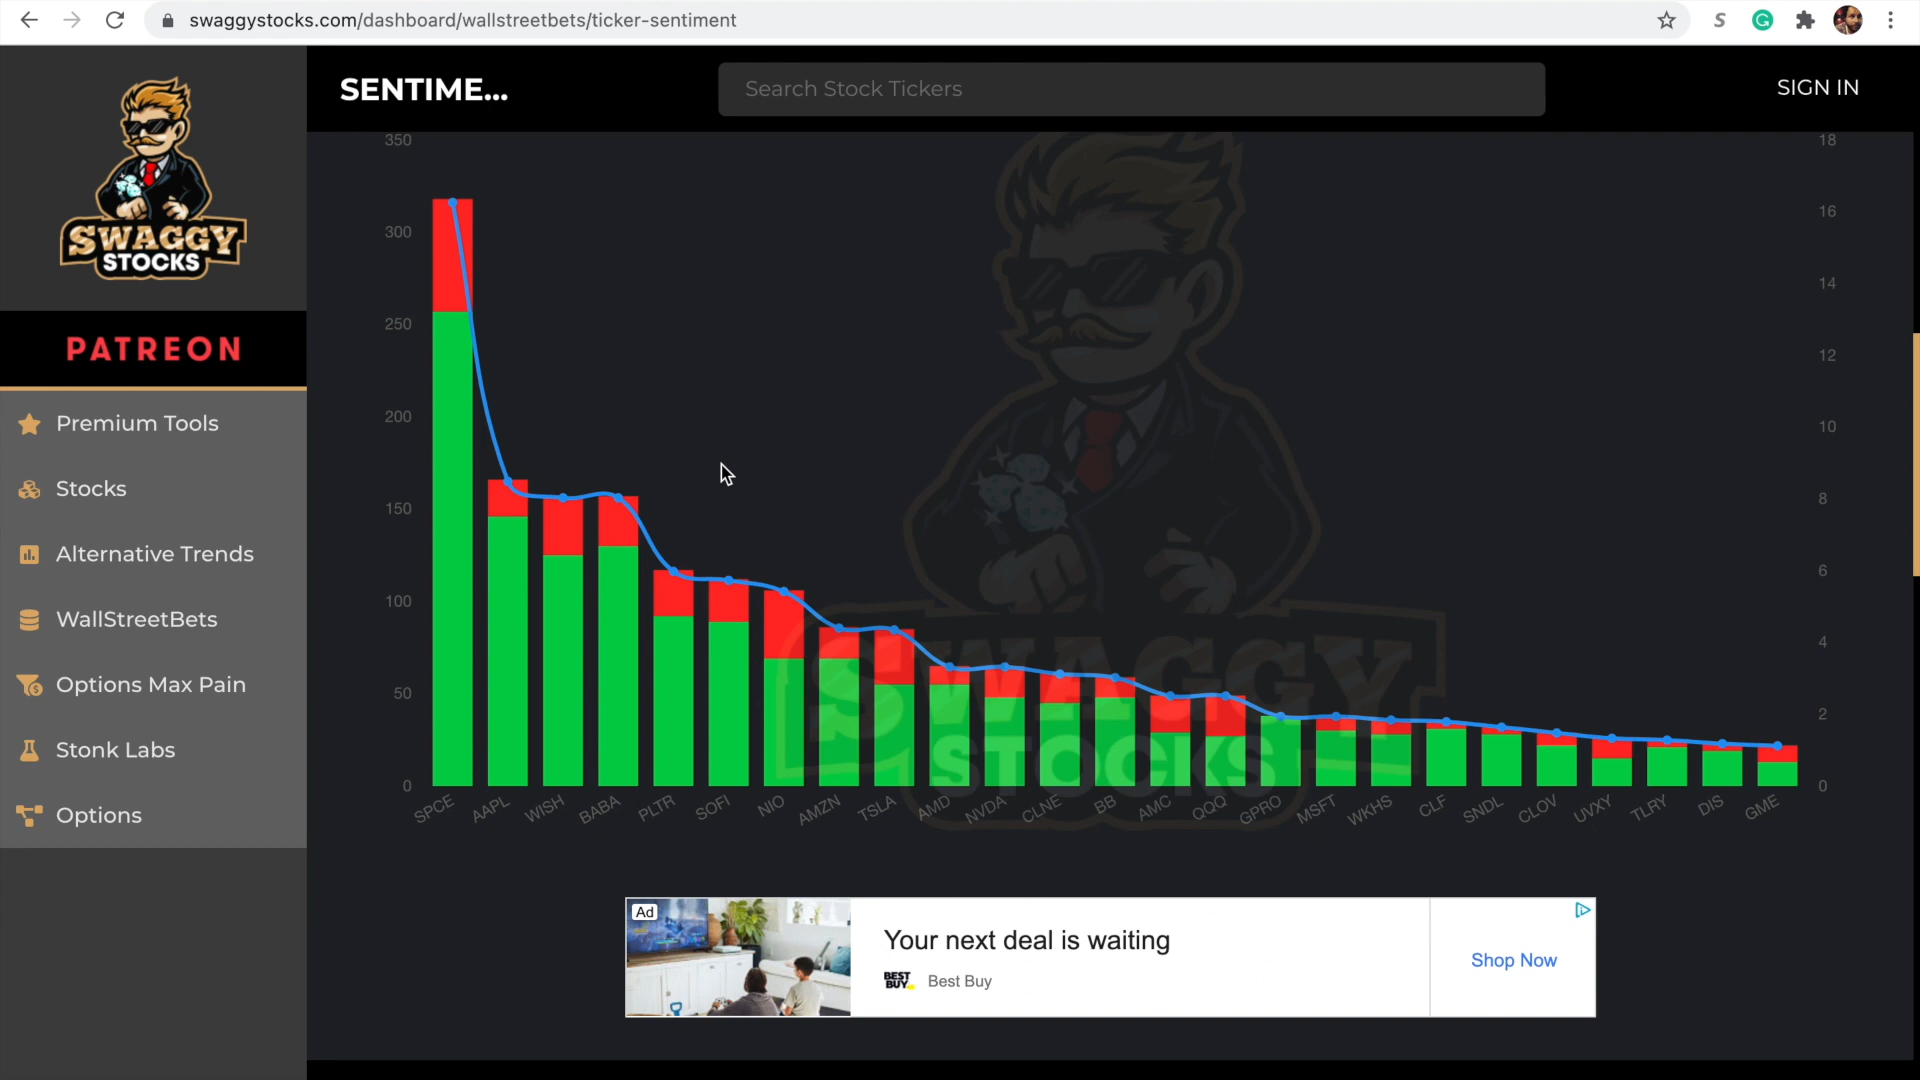 swaggystocks.com/dashboard/wallstreetbets/ticker-sentiment
SENTIME...
Search Stock Tickers
SIGN IN
SWAGGY
STOCKS
PATREON
Premium Tools
Stocks
Alternative Trends
WallStreetBets
Options Max Pain
Stonk Labs
Options
350
300
250
200
150
100
50
0
18
16
14
12
10
8
6
4
2
0
SWAGGY
STOCKS
SPCE
AAPL
WISH
BABA
PLTR
SOFI
NIO
AMZN
TSLA
AMD
NVDA
CLNE
BB
AMC
QQQ
GPRO
MSFT
WKHS
CLF
SNDL
CLOV
UVXY
TLRY
DIS
GME
Ad
Your next deal is waiting
BEST
BUY
Best Buy
Shop Now